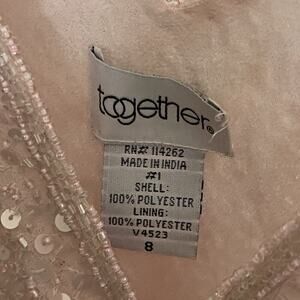 together®
RN# 114262
MADE IN INDIA
#1
SHELL:
100% POLYESTER
LINING:
100% POLYESTER
V4523
8